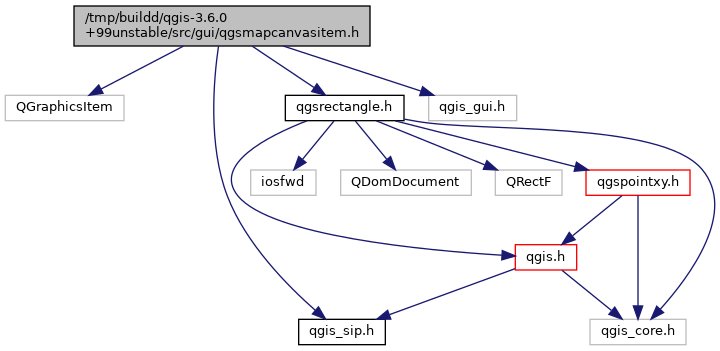 /tmp/buildd/qgis-3.6.0
+99unstable/src/gui/qgsmapcanvasitem.h
QGraphicsItem
qgsrectangle.h
qgis_gui.h
iosfwd
QDomDocument
QRectF
qgspointxy.h
qgis.h
qgis_sip.h
qgis_core.h